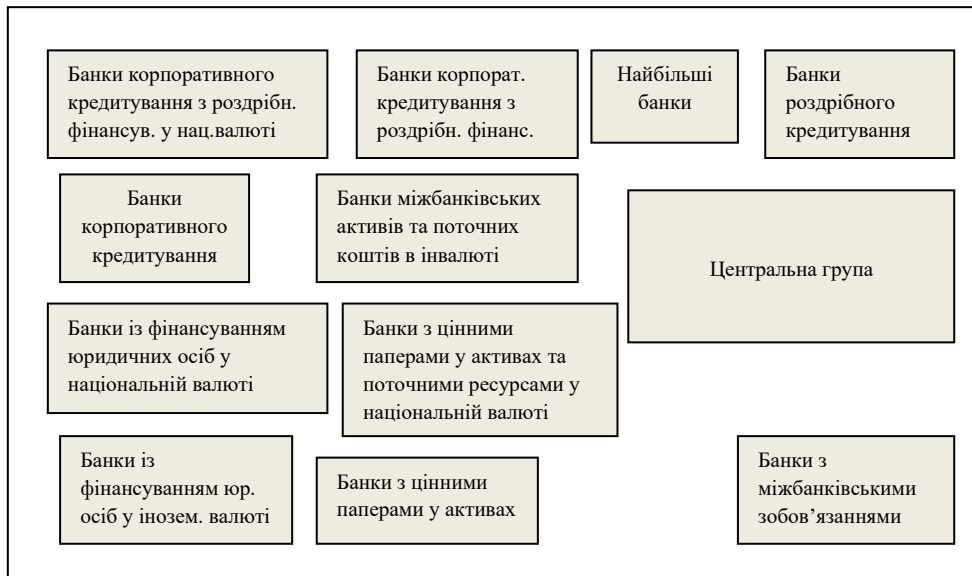 Банки корпоративного
кредитування з роздрібн.
фінансув. у нац.валюті
Банки корпорат.
кредитування з
роздрібн. фінанс.
Найбільші
банки
Банки
роздрібного
кредитування
Банки
корпоративного
кредитування
Банки міжбанківських
активів та поточних
коштів в інвалюті
Центральна група
Банки із фінансуванням
юридичних осіб у
національній валюті
Банки з цінними
паперами у активах та
поточними ресурсами у
національній валюті
Банки із
фінансуванням юр.
осіб у інозем. валюті
Банки з цінними
паперами у активах
Банки з
міжбанківськими
зобов’язаннями